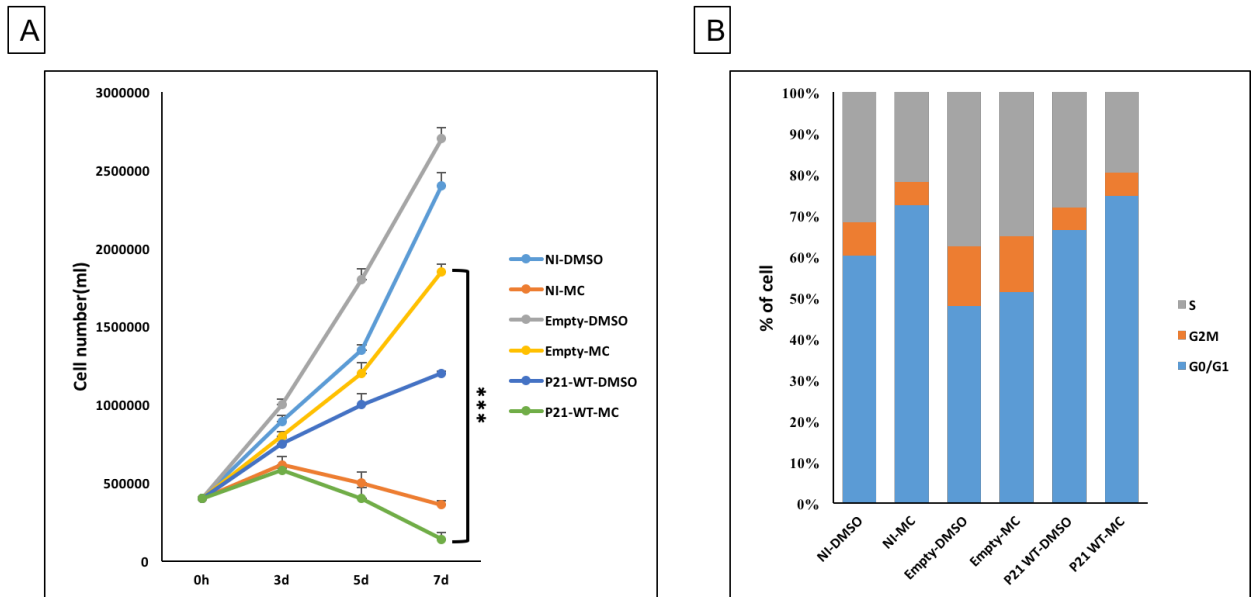 A
3000000
2500000
2000000
1500000
1000000
500000
0
Cell number(ml)
0h
3d
5d
7d
***
NI-DMSO
NI-MC
Empty-DMSO
Empty-MC
P21-WT-DMSO
P21-WT-MC
B
100%
90%
80%
70%
60%
50%
40%
30%
20%
10%
0%
% of cell
NI-DMSO
NI-MC
Empty-DMSO
Empty-MC
P21 WT-DMSO
P21 WT-MC
S
G2M
G0/G1